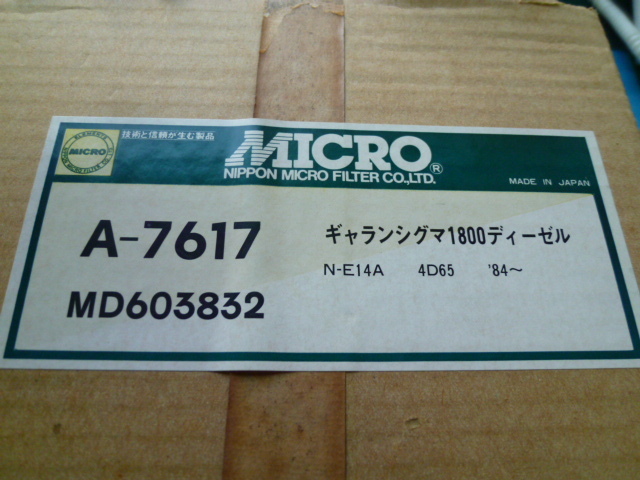 技術と信頼が生む製品
MICRO
MICRO®
NIPPON MICRO FILTER CO.,LTD.
MADE IN JAPAN
A-7617
ギャランシグマ1800ディーゼル
N-E14A 4D65 '84～
MD603832